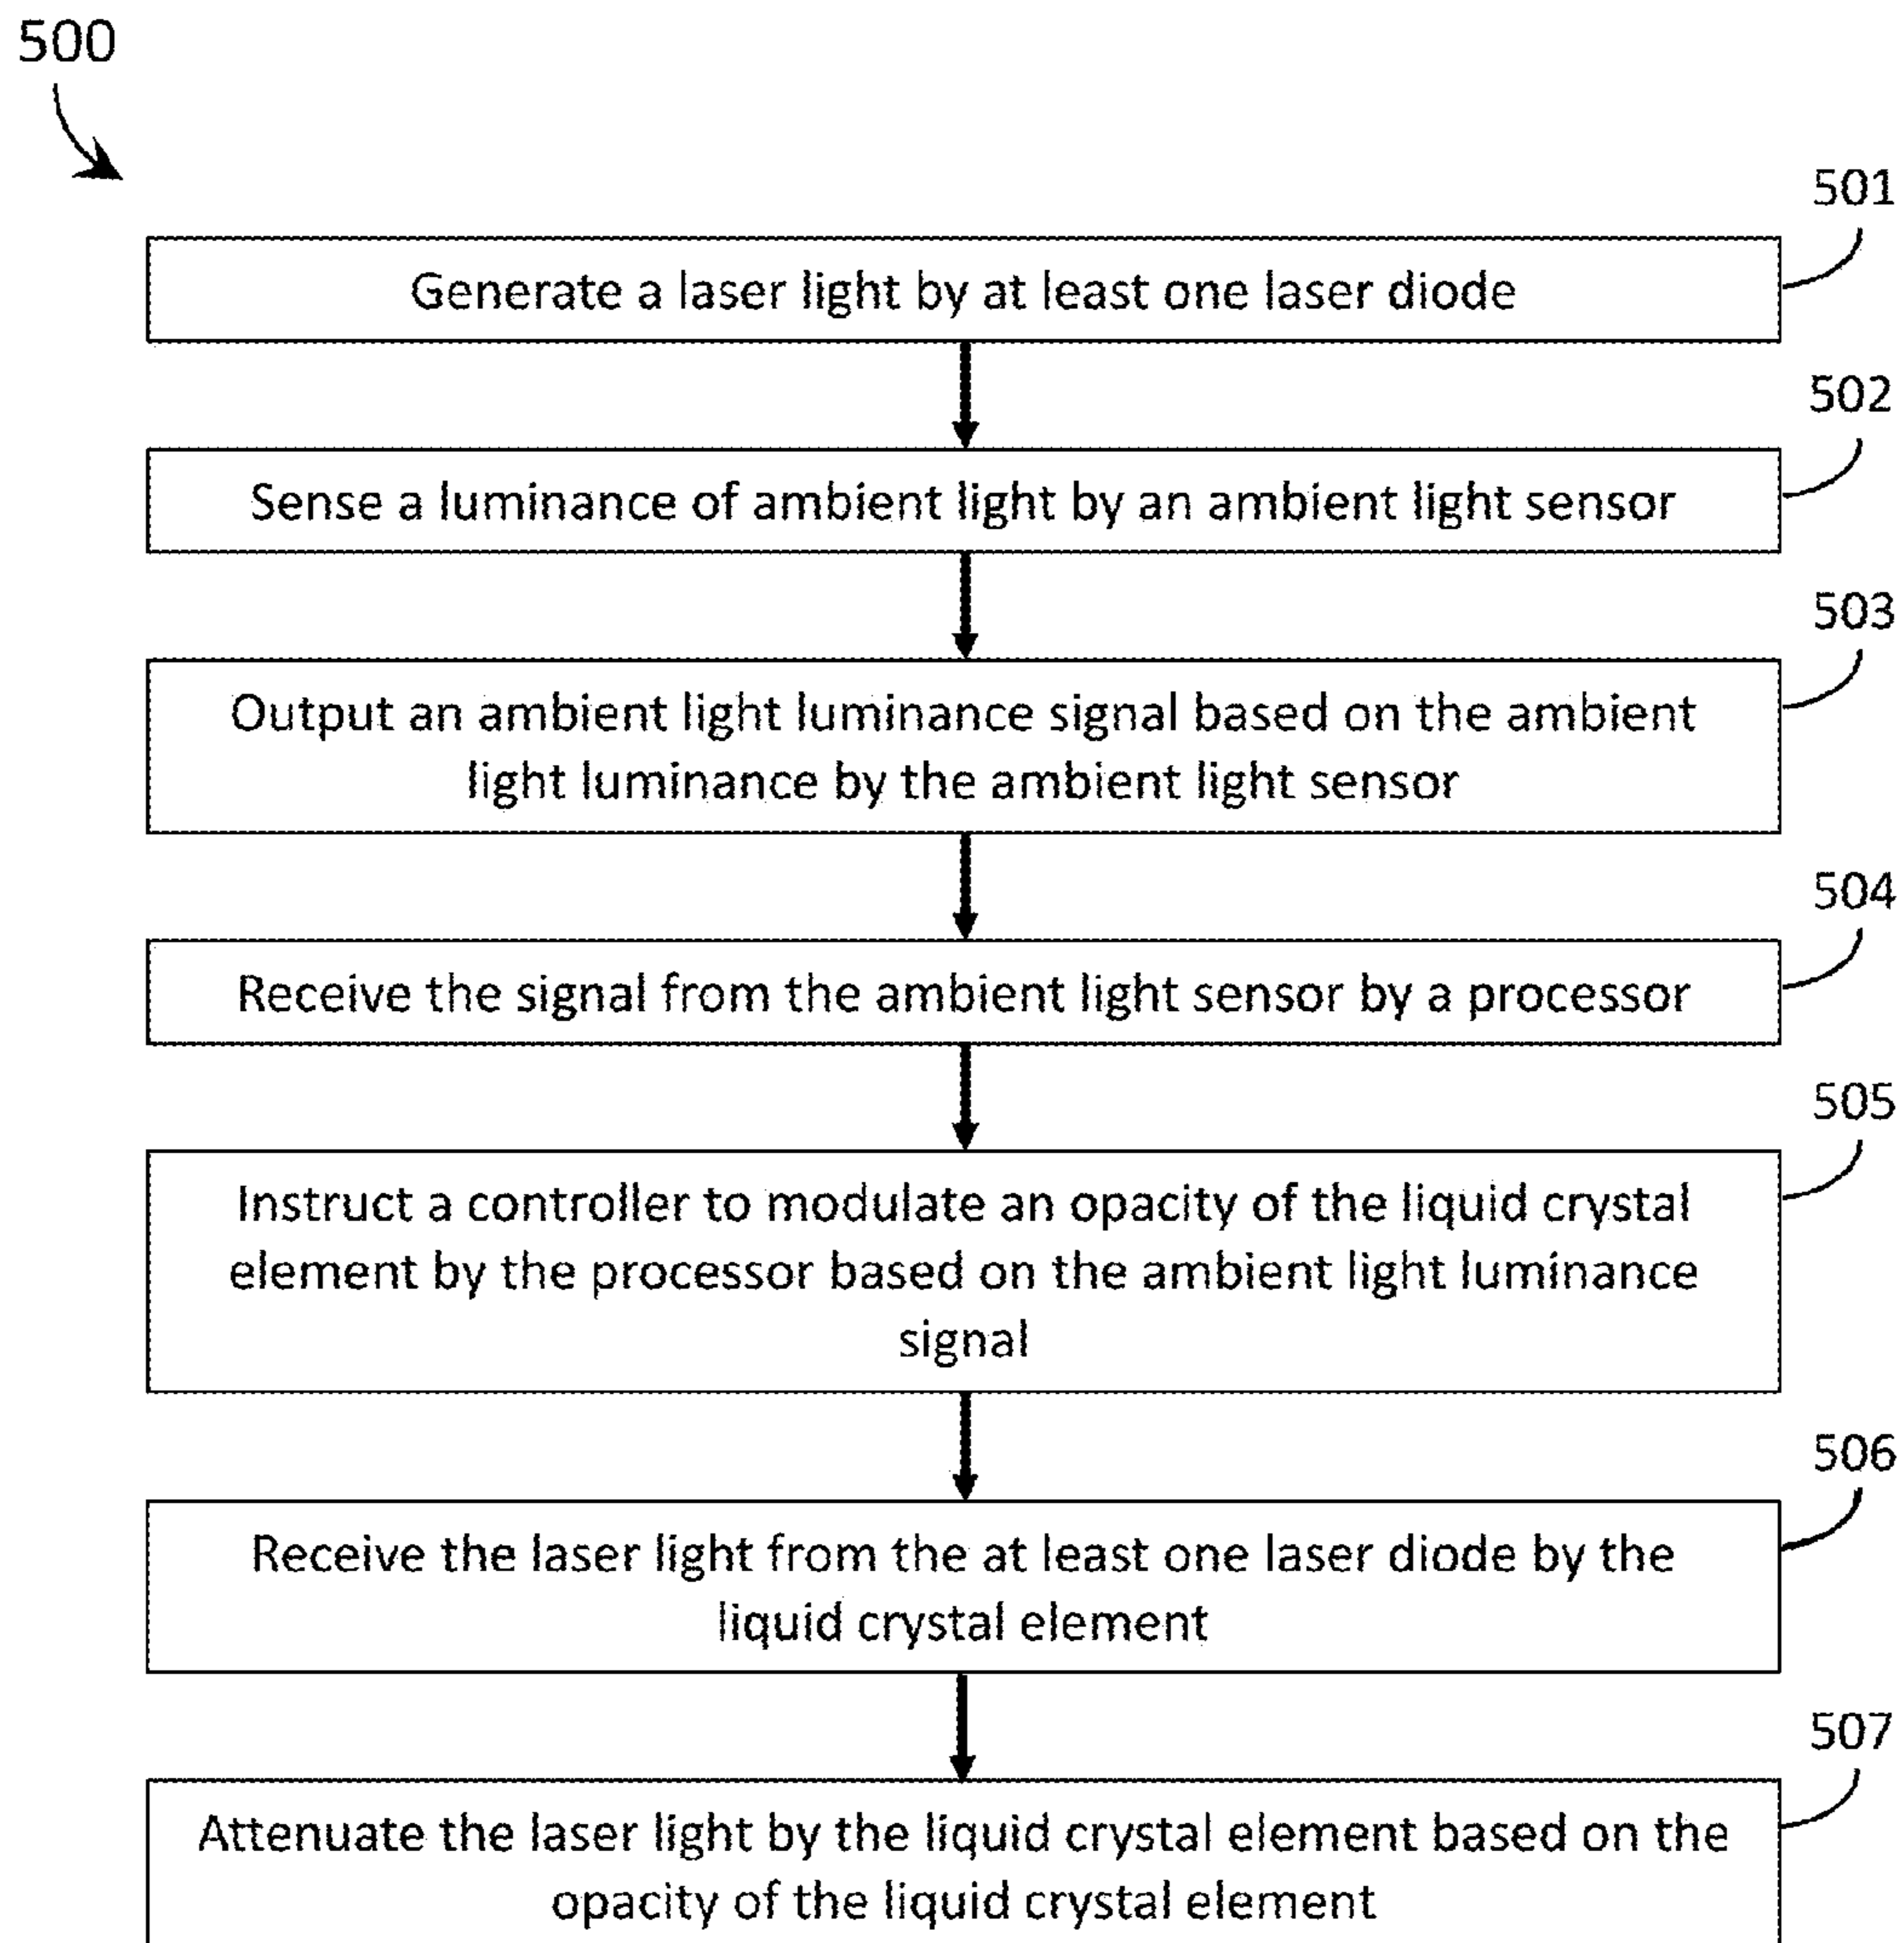 500
501
Generate a laser light by at least one laser diode
502
Sense a luminance of ambient light by an ambient light sensor
503
Output an ambient light luminance signal based on the ambient
light luminance by the ambient light sensor
504
Receive the signal from the ambient light sensor by a processor
505
Instruct a controller to modulate an opacity of the liquid crystal
element by the processor based on the ambient light luminance
signal
506
Receive the laser light from the at least one laser diode by the
liquid crystal element
507
Attenuate the laser light by the liquid crystal element based on the
opacity of the liquid crystal element